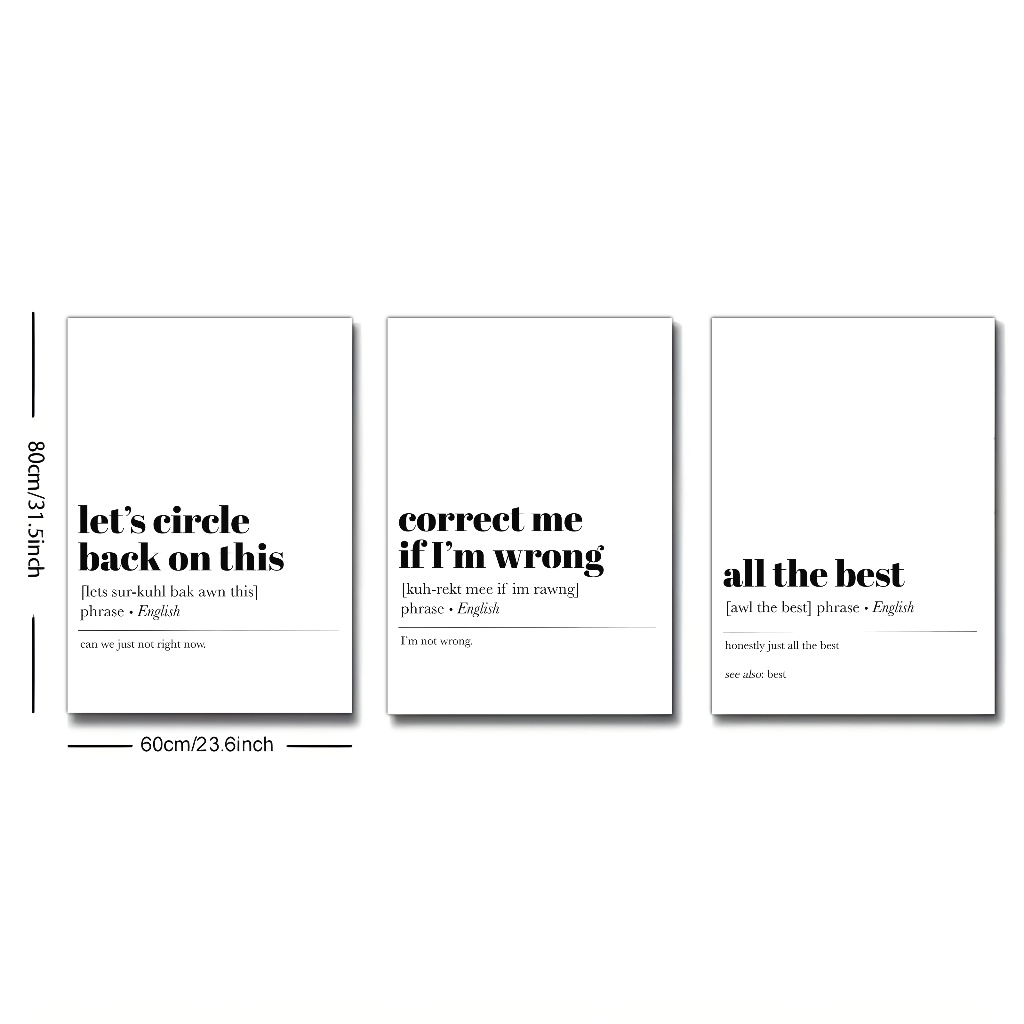 80cm/31.5inch
let's circle
back on this
[lets sur-kuhl bak awn this]
phrase • English
can we just not right now.
60cm/23.6inch
correct me
if I'm wrong
[kuh-rekt mee if im rawng]
phrase • English
I'm not wrong.
all the best
[awl the best] phrase • English
honestly just all the best
see also: best